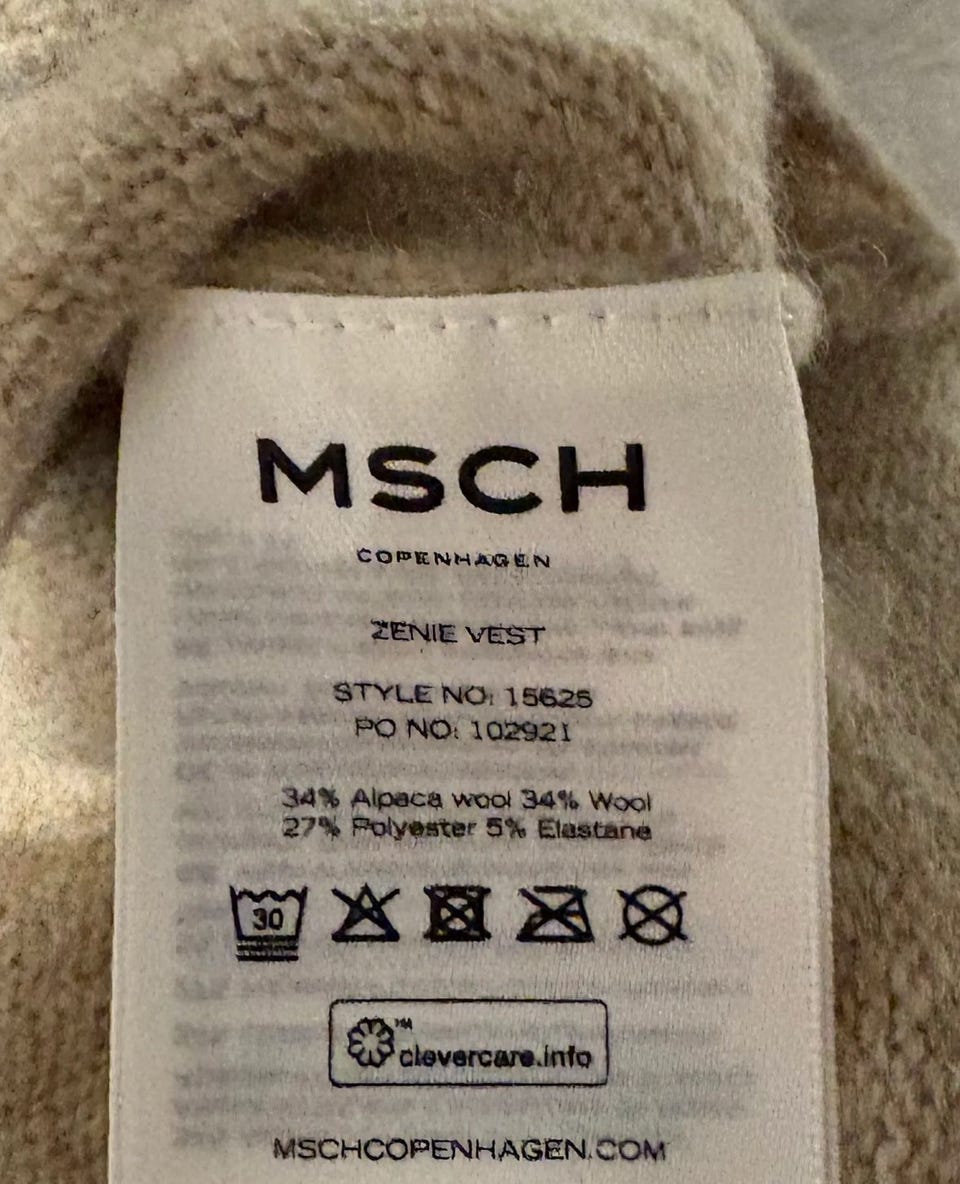 MSCH
COPENHAGEN
ZENIE VEST
STYLE NO: 15625
PO NO: 102921
34% Alpaca wool 34% Wool
27% Polyester 5% Elastane
30
™
clevercare.info
MSCHCOPENHAGEN.COM